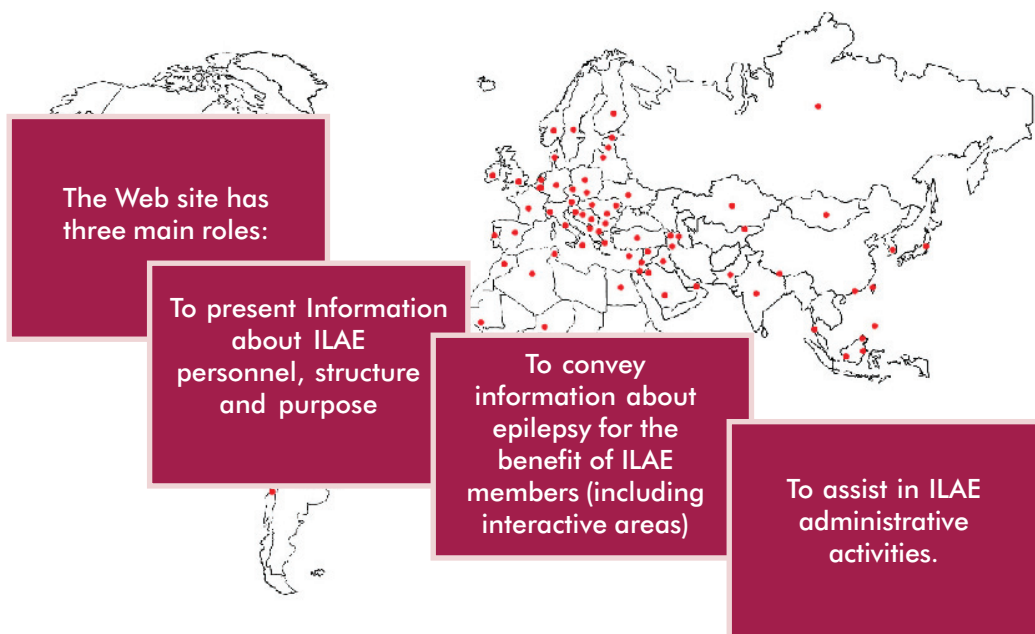 The Web site has
three main roles:
To present Information
about ILAE
personnel, structure
and purpose
To convey
information about
epilepsy for the
benefit of ILAE
members (including
interactive areas)
To assist in ILAE
administrative
activities.